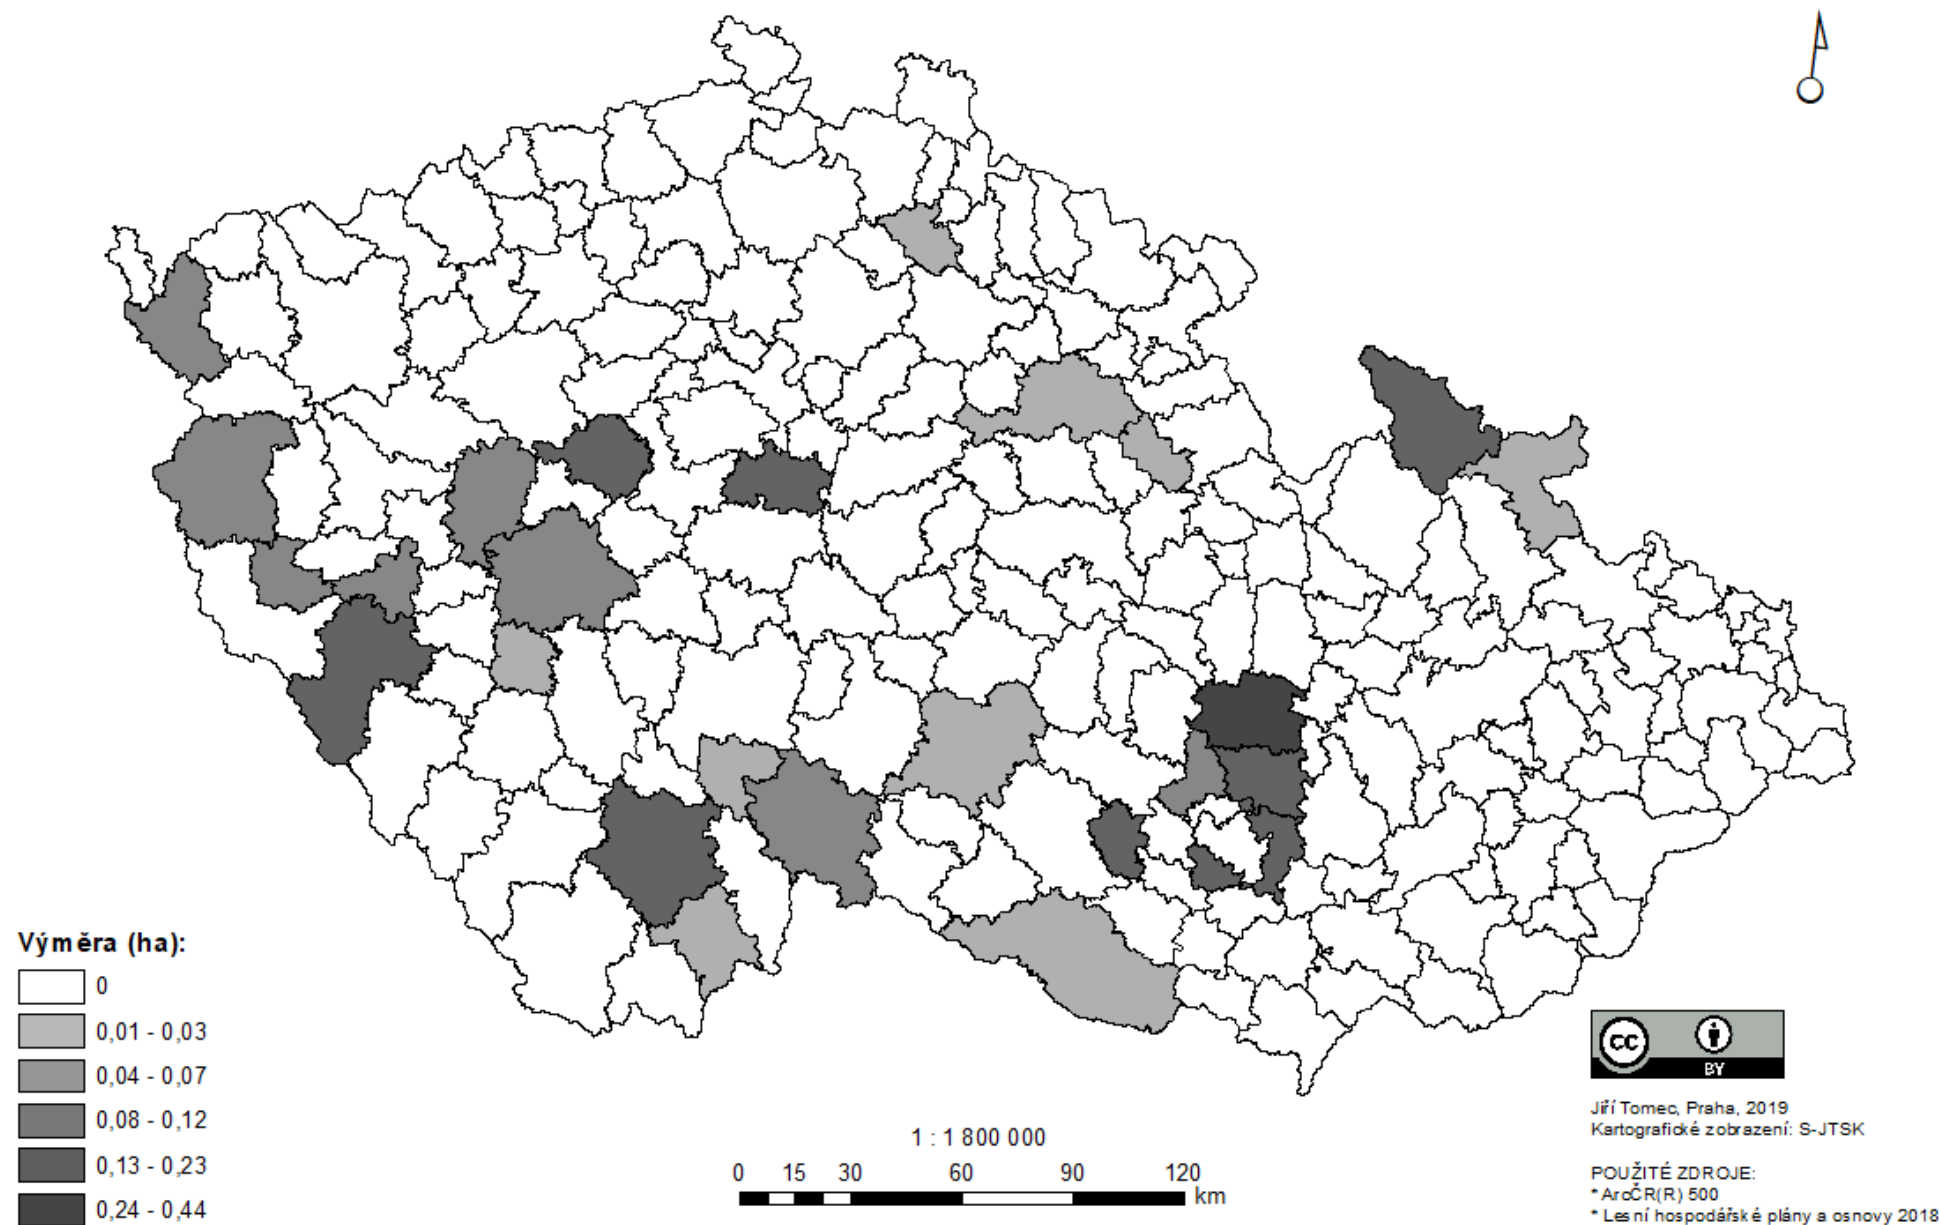 Výměra (ha):
0
0,01 - 0,03
0,04 - 0,07
0,08 - 0,12
0,13 - 0,23
0,24 - 0,44
1 : 1 800 000
0 15 30 60 90 120
km
cc
BY
Jiří Tomec, Praha, 2019
Kartografické zobrazení: S-JTSK
POUŽITÉ ZDROJE:
* ArcČR(R) 500
* Lesní hospodářské plány a osnovy 2018